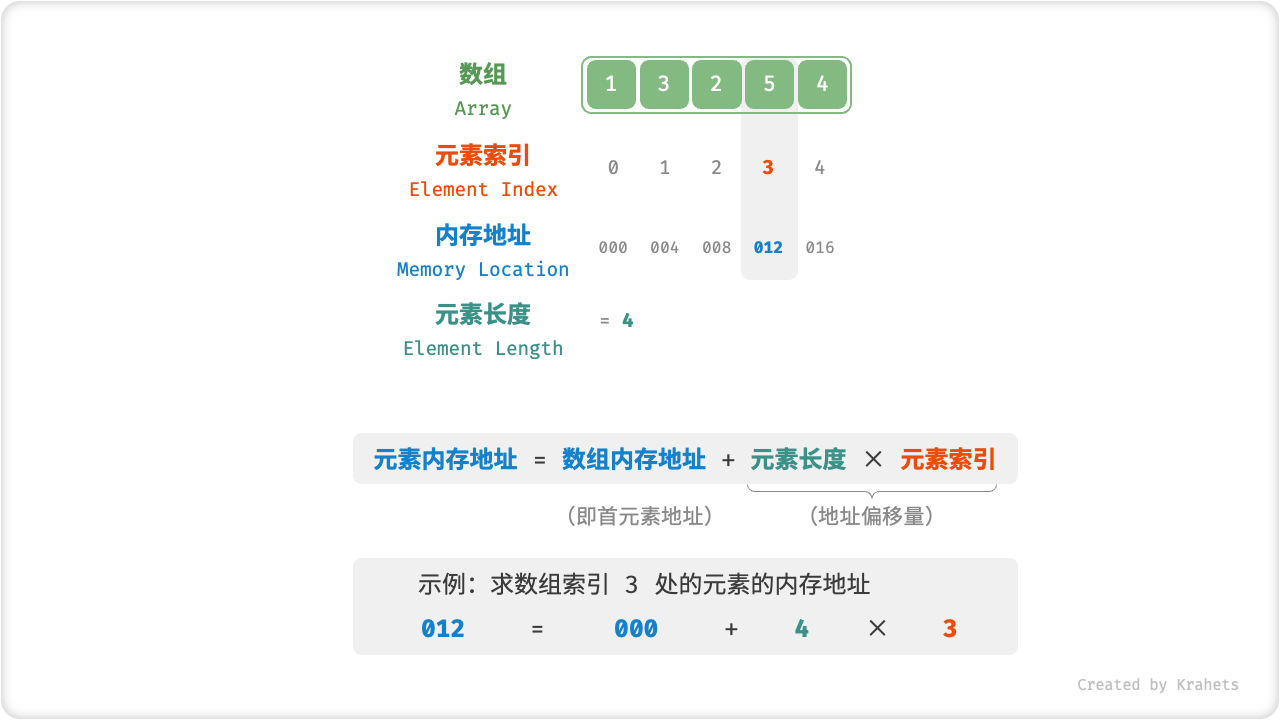 数组
Array
1 3 2 5 4
元素索引
Element Index
0 1 2 3 4
内存地址
Memory Location
000 004 008 012 016
元素长度
Element Length
= 4
元素内存地址 = 数组内存地址 + 元素长度 × 元素索引
（即首元素地址） （地址偏移量）
示例：求数组索引 3 处的元素的内存地址
012 = 000 + 4 × 3
Created by Krahets